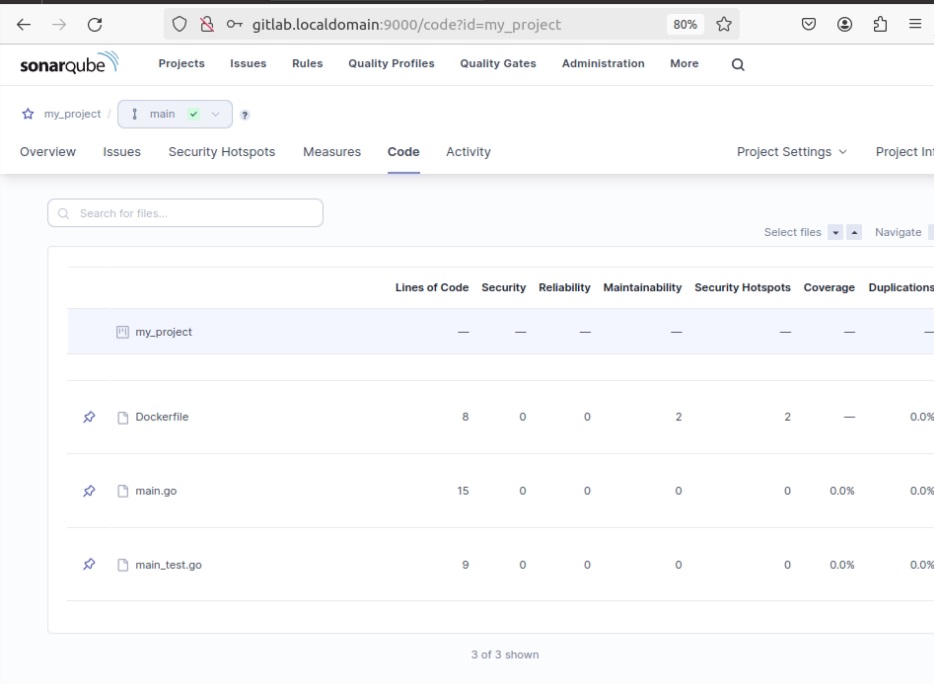 gitlab.localdomain:9000/code?id=my_project 80%
sonarqube Projects Issues Rules Quality Profiles Quality Gates Administration More
my_project / main ?
Overview Issues Security Hotspots Measures Code Activity Project Settings Project In
Search for files...
Select files Navigate
Lines of Code Security Reliability Maintainability Security Hotspots Coverage Duplications
my_project — — — — — — —
Dockerfile 8 0 0 2 2 — 0.0%
main.go 15 0 0 0 0 0.0% 0.0%
main_test.go 9 0 0 0 0 0.0% 0.0%
3 of 3 shown